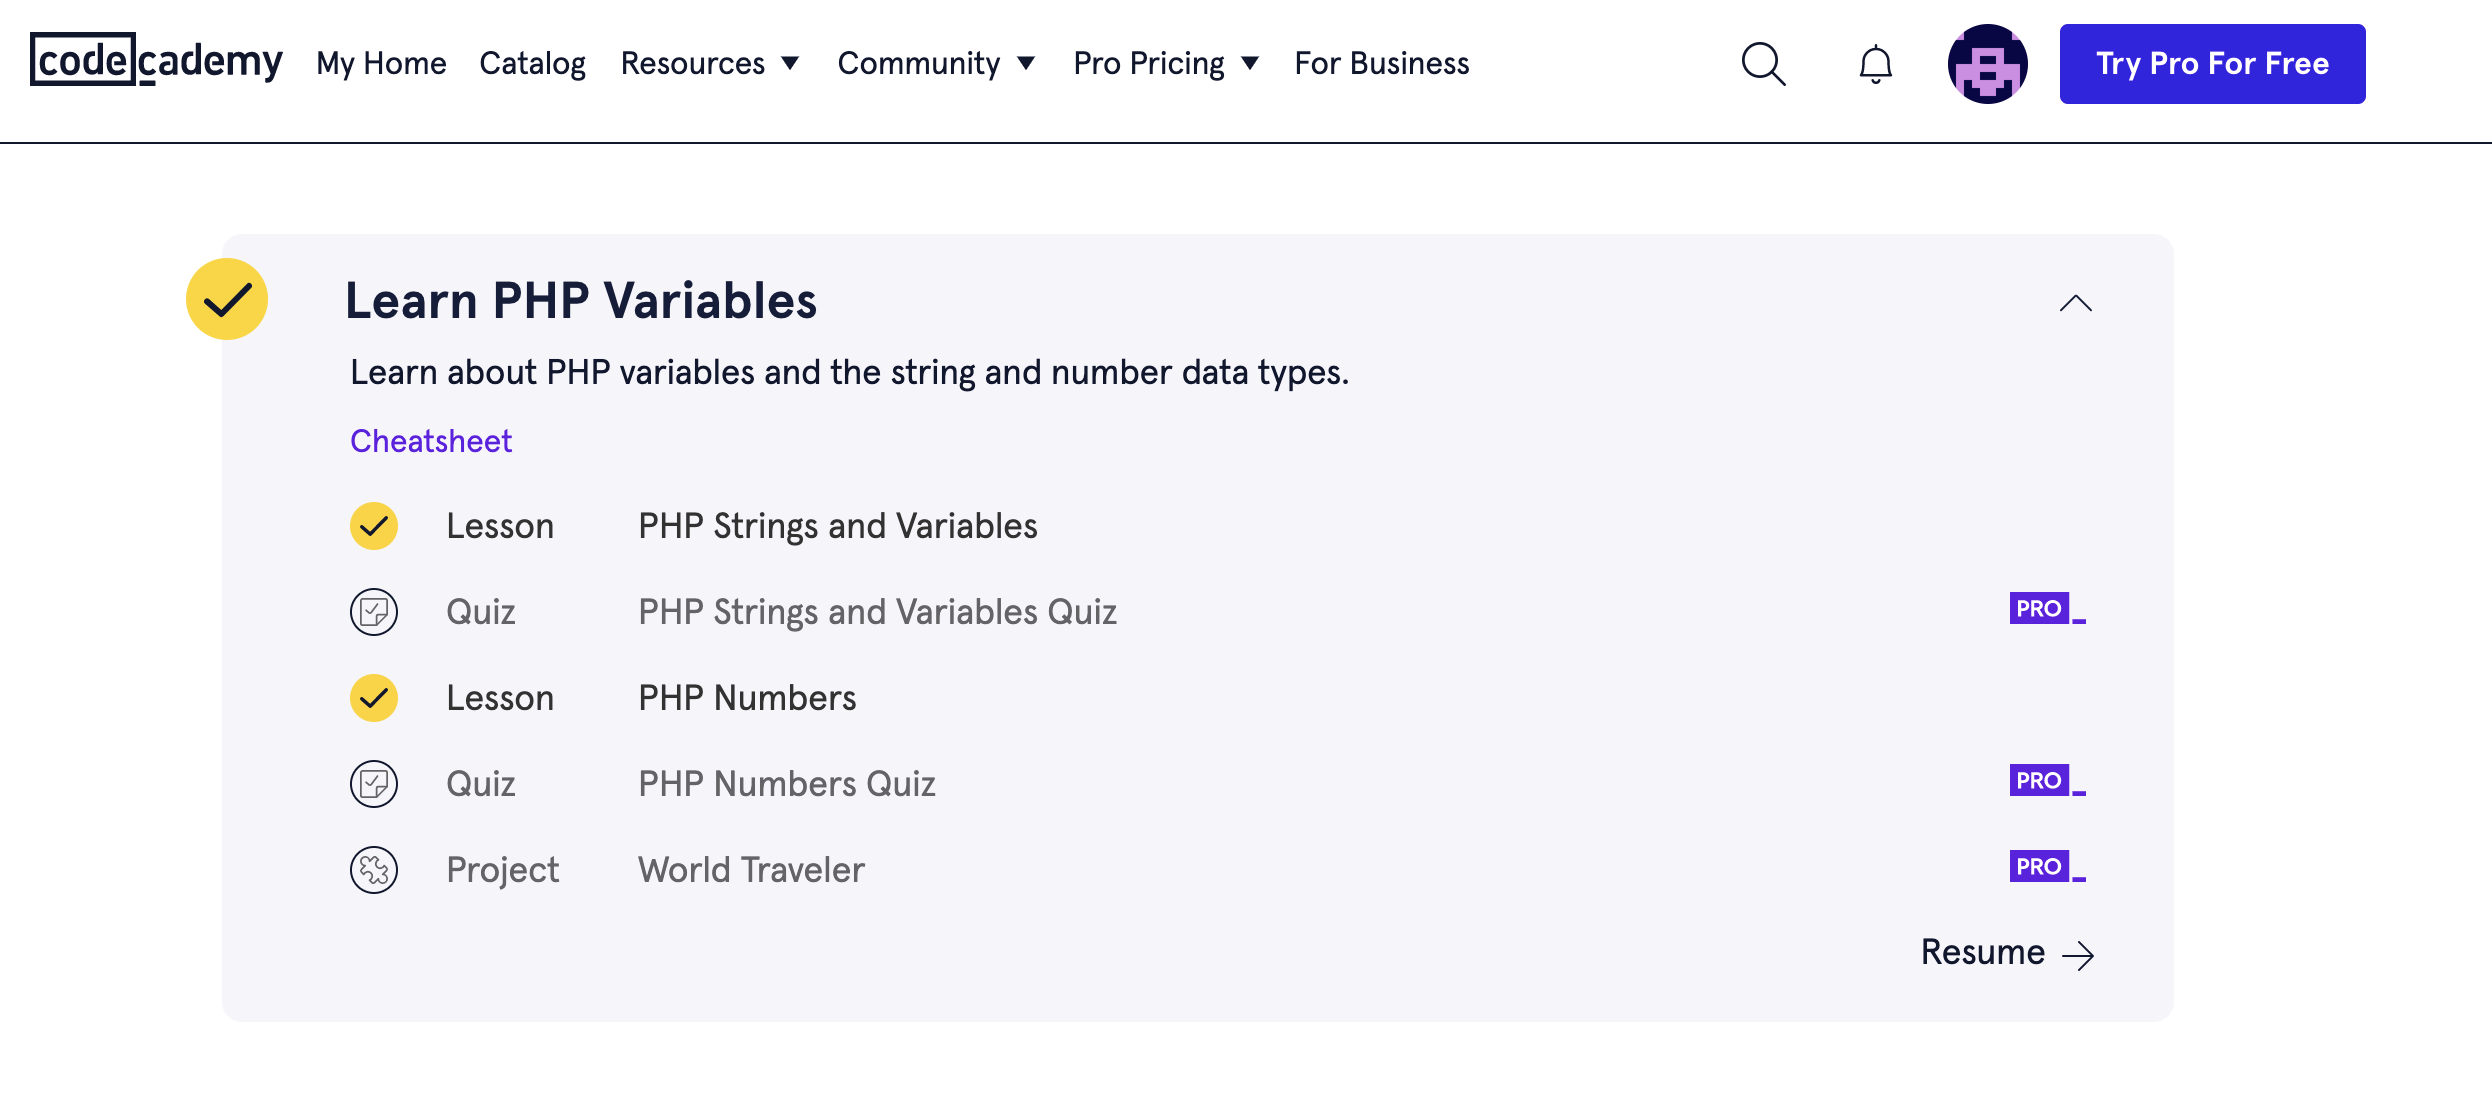 codecademy My Home Catalog Resources Community Pro Pricing For Business Try Pro For Free
Learn PHP Variables
Learn about PHP variables and the string and number data types.
Cheatsheet
Lesson PHP Strings and Variables
Quiz PHP Strings and Variables Quiz PRO
Lesson PHP Numbers
Quiz PHP Numbers Quiz PRO
Project World Traveler PRO
Resume